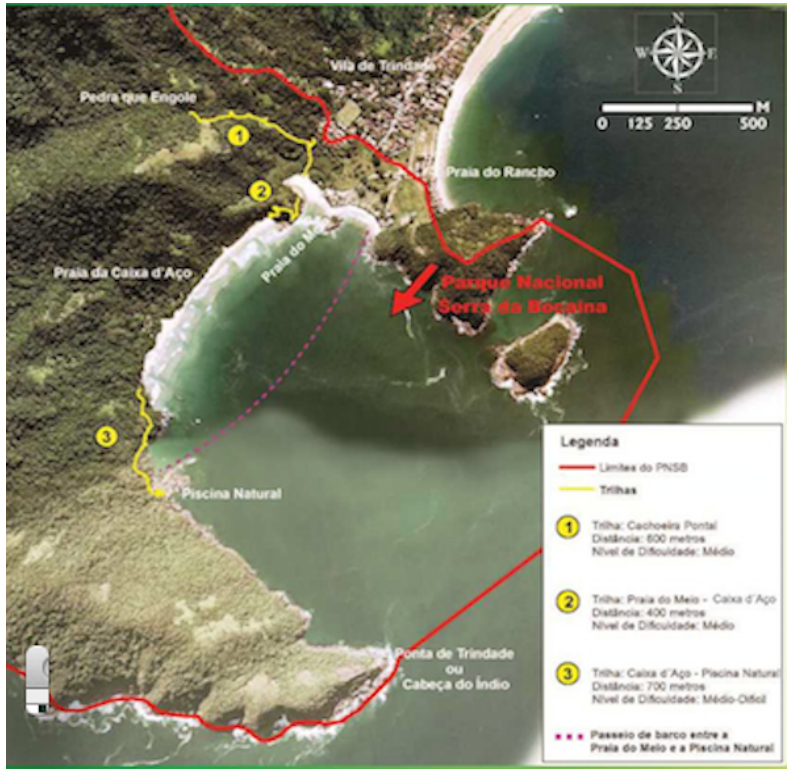 N
W E
S
M
0 125 250 500
Vila de Trindade
Pedra que Engole
1
2
Praia do Rancho
Praia do Meio
Praia da Caixa d'Aço
Parque Nacional
Serra da Bocaina
3
Piscina Natural
Ponta de Trindade
ou
Cabeça do Índio
Legenda
Limites do PNSB
Trilhas
1
Trilha: Cachoeira Pontal
Distância: 600 metros
Nível de Dificuldade: Médio
2
Trilha: Praia do Meio - Caixa d'Aço
Distância: 400 metros
Nível de Dificuldade: Médio
3
Trilha: Caixa d'Aço - Piscina Natural
Distância: 700 metros
Nível de Dificuldade: Médio-Difícil
Passeio de barco entre a
Praia do Meio e a Piscina Natural